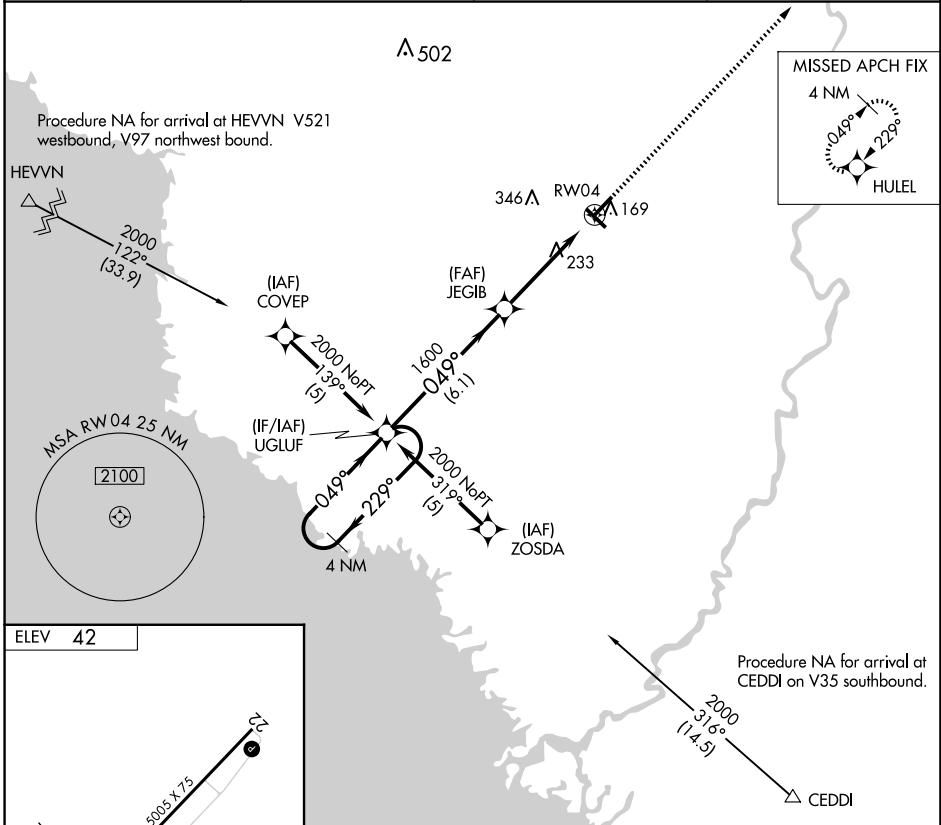 502
MISSED APCH FIX
4 NM
049°
229°
HULEL
Procedure NA for arrival at HEVVN V521
westbound, V97 northwest bound.
HEVVN
2000
122°
(33.9)
346
RW04
169
233
(FAF)
JEGIB
(IAF)
COVEP
2000 NoPT
139°
(5)
1600
049°
(6.1)
(IF/IAF)
UGLUF
MSA RW04 25 NM
2100
049°
229°
4 NM
2000 NoPT
319°
(5)
(IAF)
ZOSDA
ELEV 42
22
P
5005 X 75
Procedure NA for arrival at
CEDDI on V35 southbound.
2000
316°
(14.5)
CEDDI